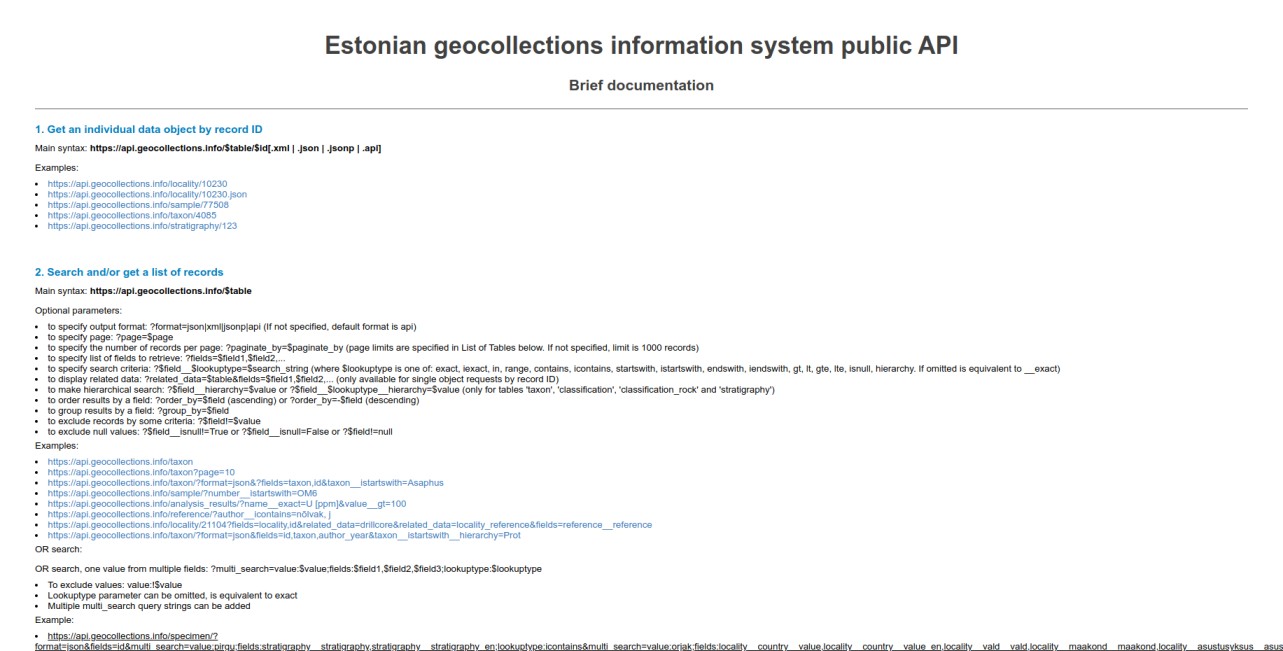 Estonian geocollections information system public API
Brief documentation
1. Get an individual data object by record ID
Main syntax: https://api.geocollections.info/$table/$id[.xml | .json | .jsonp | .api]
Examples:
https://api.geocollections.info/locality/10230
https://api.geocollections.info/locality/10230.json
https://api.geocollections.info/sample/77508
https://api.geocollections.info/taxon/4085
https://api.geocollections.info/stratigraphy/123
2. Search and/or get a list of records
Main syntax: https://api.geocollections.info/$table
Optional parameters:
to specify output format: ?format=json|xml|jsonp|api (If not specified, default format is api)
to specify page: ?page=$page
to specify the number of records per page: ?paginate_by=$paginate_by (page limits are specified in List of Tables below. If not specified, limit is 1000 records)
to specify list of fields to retrieve: ?fields=$field1,$field2,...
to specify search criteria: ?$field__$lookuptype=$search_string (where $lookuptype is one of: exact, iexact, in, range, contains, icontains, startswith, istartswith, endswith, iendswith, gt, lt, gte, lte, isnull, hierarchy. If omitted is equivalent to __exact)
to display related data: ?related_data=$table&fields=$field1,$field2,... (only available for single object requests by record ID)
to make hierarchical search: ?$field__hierarchy=$value or ?$field__$lookuptype__hierarchy=$value (only for tables 'taxon', 'classification', 'classification_rock' and 'stratigraphy')
to order results by a field: ?order_by=$field (ascending) or ?order_by=-$field (descending)
to group results by a field: ?group_by=$field
to exclude records by some criteria: ?$field!=$value
to exclude null values: ?$field__isnull!=True or ?$field__isnull=False or ?$field!=null
Examples:
https://api.geocollections.info/taxon
https://api.geocollections.info/taxon?page=10
https://api.geocollections.info/taxon/?format=json&?fields=taxon,id&taxon__istartswith=Asaphus
https://api.geocollections.info/sample/?number__istartswith=OM6
https://api.geocollections.info/analysis_results/?name__exact=U [ppm]&value__gt=100
https://api.geocollections.info/reference/?author__icontains=nõlvak, j
https://api.geocollections.info/locality/21104?fields=locality,id&related_data=drillcore&related_data=locality_reference&fields=reference__reference
https://api.geocollections.info/taxon/?format=json&fields=id,taxon,author_year&taxon__istartswith__hierarchy=Prot
OR search:
OR search, one value from multiple fields: ?multi_search=value:$value;fields:$field1,$field2,$field3;lookuptype:$lookuptype
To exclude values: value:!$value
Lookuptype parameter can be omitted, is equivalent to exact
Multiple multi_search query strings can be added
Example:
https://api.geocollections.info/specimen/?
format=json&fields=id&multi_search=value:pirgu;fields:stratigraphy__stratigraphy,stratigraphy__stratigraphy_en;lookuptype:icontains&multi_search=value:orjak;fields:locality__country__value,locality__country__value_en,locality__vald__vald,locality__maakond__maakond,locality__asustusyksus__asus